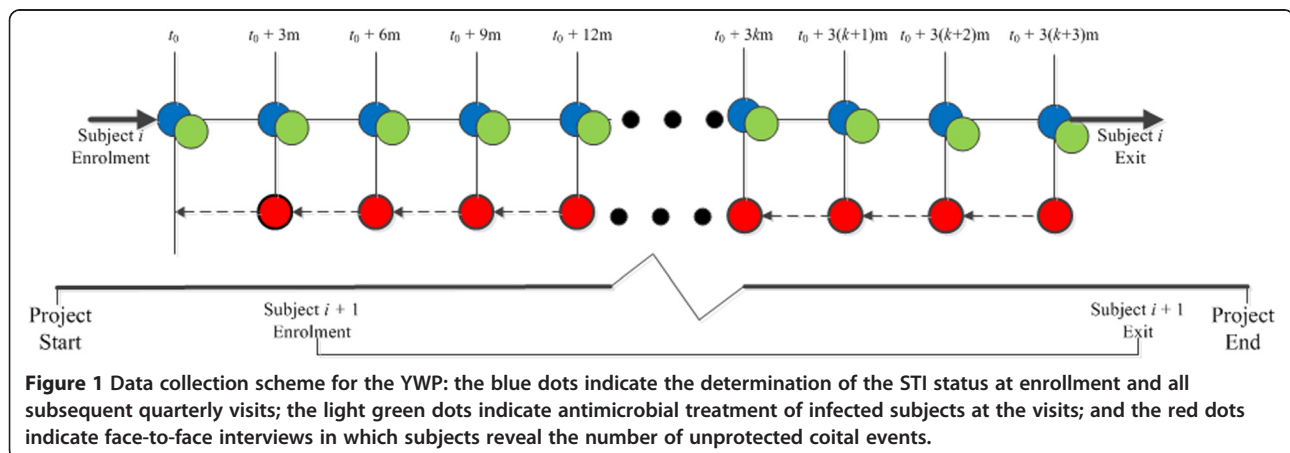 t0 t0 + 3m t0 + 6m t0 + 9m t0 + 12m t0 + 3km t0 + 3(k+1)m t0 + 3(k+2)m t0 + 3(k+3)m
Subject i
Enrolment
Subject i
Exit
Project
Start
Subject i + 1
Enrolment
Subject i + 1
Exit
Project
End
Figure 1 Data collection scheme for the YWP: the blue dots indicate the determination of the STI status at enrollment and all
subsequent quarterly visits; the light green dots indicate antimicrobial treatment of infected subjects at the visits; and the red dots
indicate face-to-face interviews in which subjects reveal the number of unprotected coital events.